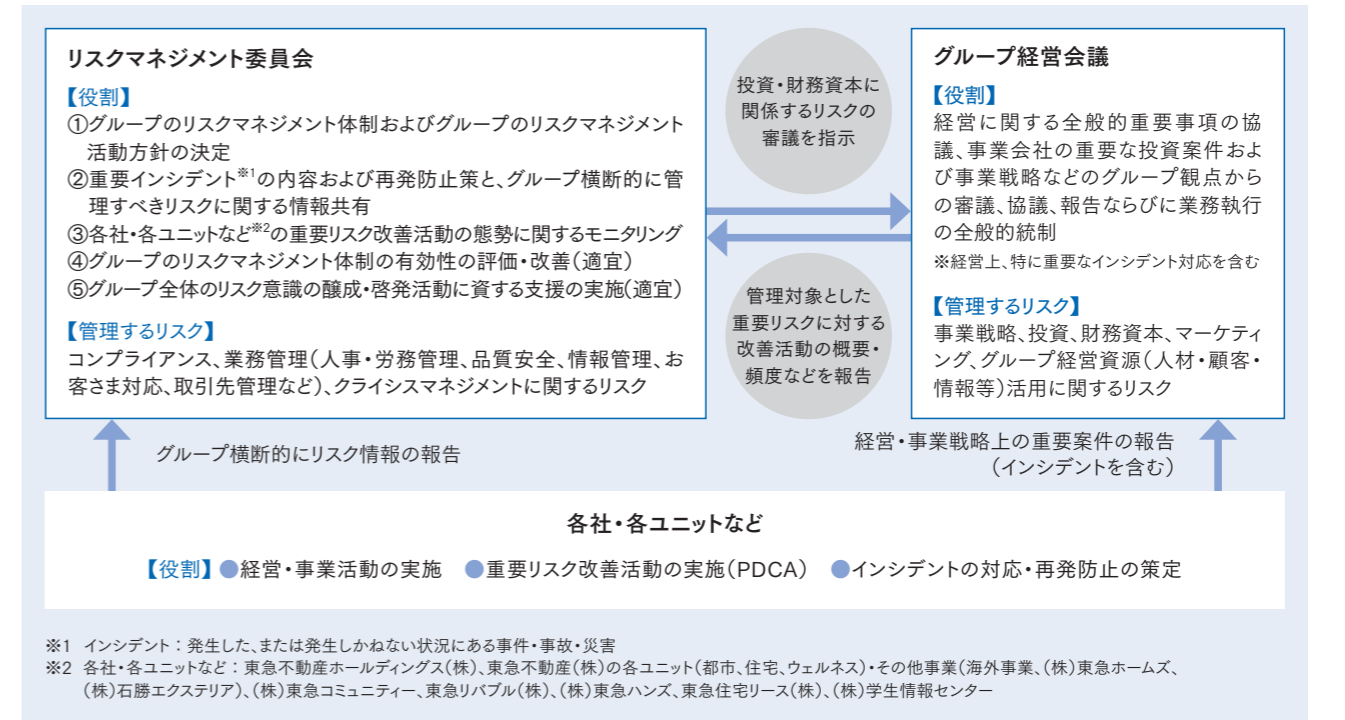 リスクマネジメント委員会
【役割】
①グループのリスクマネジメント体制およびグループのリスクマネジメント
活動方針の決定
②重要インシデント※1の内容および再発防止策と、グループ横断的に管
理すべきリスクに関する情報共有
③各社・各ユニットなど※2の重要リスク改善活動の態勢に関するモニタリング
④グループのリスクマネジメント体制の有効性の評価・改善(適宜)
⑤グループ全体のリスク意識の醸成・啓発活動に資する支援の実施(適宜)
【管理するリスク】
コンプライアンス、業務管理(人事・労務管理、品質安全、情報管理、お
客さま対応、取引先管理など)、クライシスマネジメントに関するリスク
投資・財務資本に
関係するリスクの
審議を指示
管理対象とした
重要リスクに対する
改善活動の概要・
頻度などを報告
グループ経営会議
【役割】
経営に関する全般的重要事項の協
議、事業会社の重要な投資案件およ
び事業戦略などのグループ観点から
の審議、協議、報告ならびに業務執行
の全般的統制
※経営上、特に重要なインシデント対応を含む
【管理するリスク】
事業戦略、投資、財務資本、マーケティ
ング、グループ経営資源(人材・顧客・
情報等)活用に関するリスク
グループ横断的にリスク情報の報告
経営・事業戦略上の重要案件の報告
(インシデントを含む)
各社・各ユニットなど
【役割】●経営・事業活動の実施 ●重要リスク改善活動の実施(PDCA) ●インシデントの対応・再発防止の策定
※1 インシデント:発生した、または発生しかねない状況にある事件・事故・災害
※2 各社・各ユニットなど:東急不動産ホールディングス(株)、東急不動産(株)の各ユニット(都市、住宅、ウェルネス)・その他事業(海外事業、(株)東急ホームズ、
(株)石勝エクステリア)、(株)東急コミュニティー、東急リバブル(株)、(株)東急ハンズ、東急住宅リース(株)、(株)学生情報センター